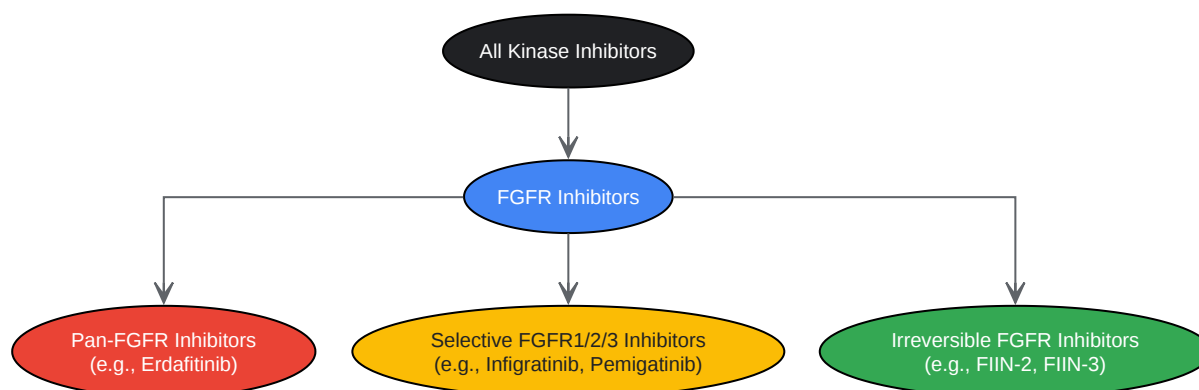 All Kinase Inhibitors
FGFR Inhibitors
Pan-FGFR Inhibitors
(e.g., Erdafitinib)
Selective FGFR1/2/3 Inhibitors
(e.g., Infigratinib, Pemigatinib)
Irreversible FGFR Inhibitors
(e.g., FIIN-2, FIIN-3)